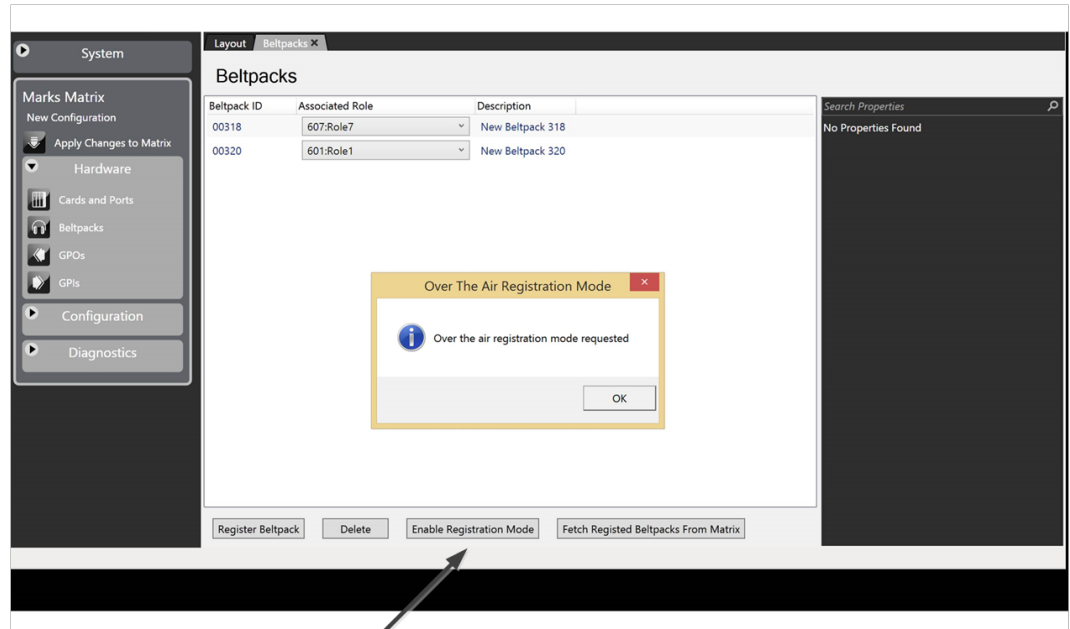 System
Marks Matrix
New Configuration
Apply Changes to Matrix
Hardware
Cards and Ports
Beltpacks
GPOs
GPIs
Configuration
Diagnostics
Layout Beltpacks ×
Beltpacks
Beltpack ID Associated Role Description
00318 607:Role7 New Beltpack 318
00320 601:Role1 New Beltpack 320
Search Properties
No Properties Found
Over The Air Registration Mode ×
Over the air registration mode requested
OK
Register Beltpack Delete Enable Registration Mode Fetch Registed Beltpacks From Matrix